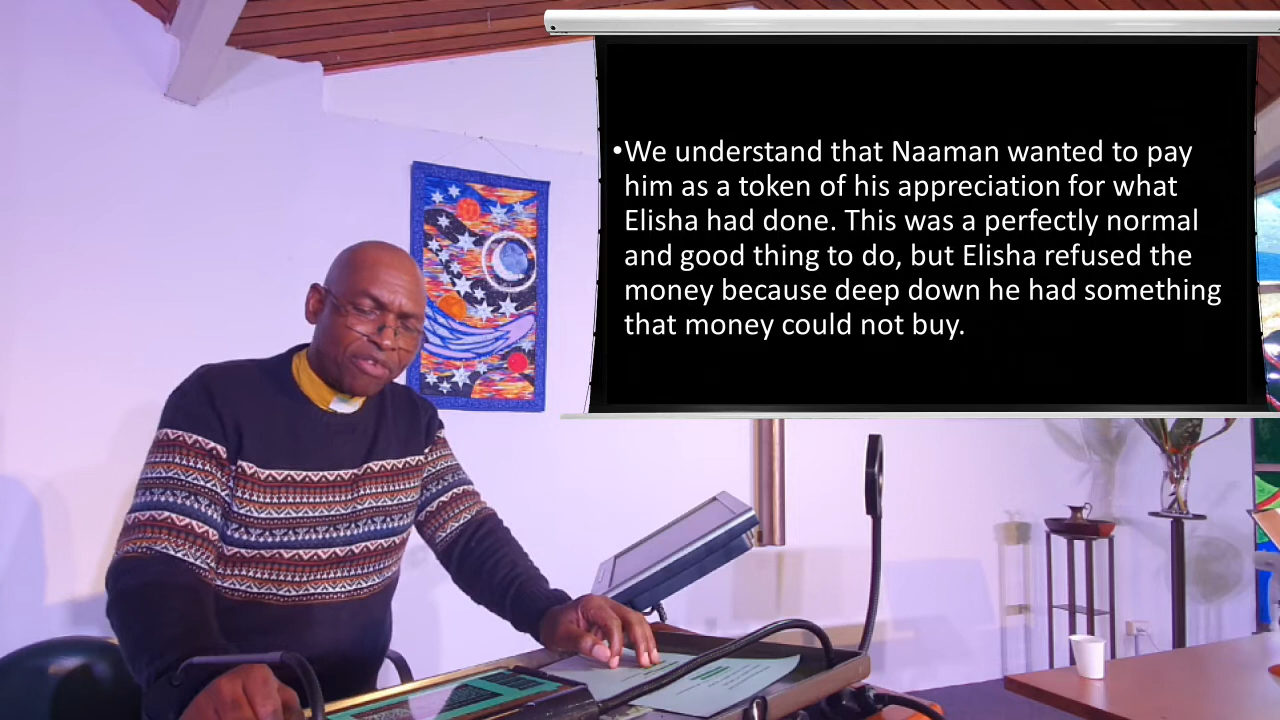 •We understand that Naaman wanted to pay
him as a token of his appreciation for what
Elisha had done. This was a perfectly normal
and good thing to do, but Elisha refused the
money because deep down he had something
that money could not buy.